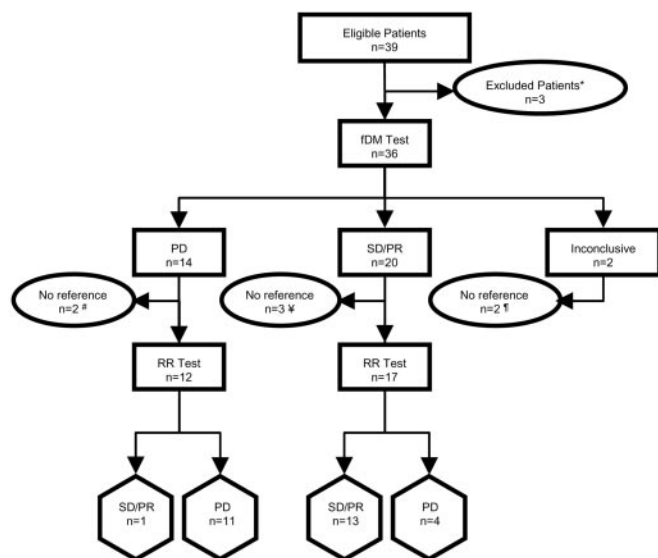 Eligible Patients
n=39
Excluded Patients*
n=3
fDM Test
n=36
PD
n=14
SD/PR
n=20
Inconclusive
n=2
No reference
n=2 #
No reference
n=3 ¥
No reference
n=2 ¶
RR Test
n=12
RR Test
n=17
SD/PR
n=1
PD
n=11
SD/PR
n=13
PD
n=4